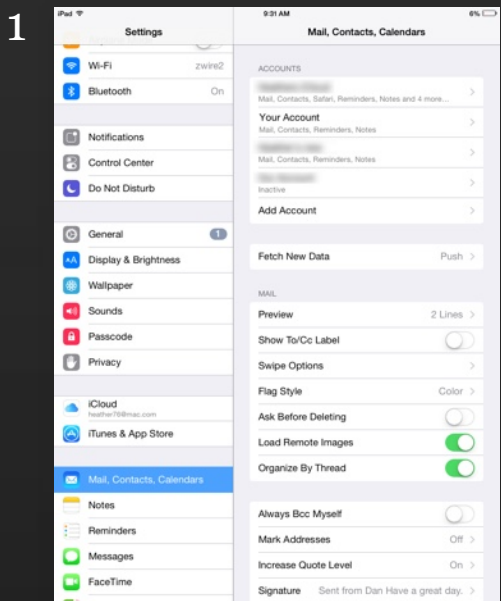 1
iPad
9:31 AM
6%
Settings
Mail, Contacts, Calendars
Wi-Fi zwire2
Bluetooth On
Notifications
Control Center
Do Not Disturb
General 1
Display & Brightness
Wallpaper
Sounds
Passcode
Privacy
iCloud
heather76@mac.com
iTunes & App Store
Mail, Contacts, Calendars
Notes
Reminders
Messages
FaceTime
ACCOUNTS
Mail, Contacts, Safari, Reminders, Notes and 4 more...
Your Account
Mail, Contacts, Reminders, Notes
Mail, Contacts, Reminders, Notes
Inactive
Add Account
Fetch New Data Push
MAIL
Preview 2 Lines
Show To/Cc Label
Swipe Options
Flag Style Color
Ask Before Deleting
Load Remote Images
Organize By Thread
Always Bcc Myself
Mark Addresses Off
Increase Quote Level On
Signature Sent from Dan Have a great day.